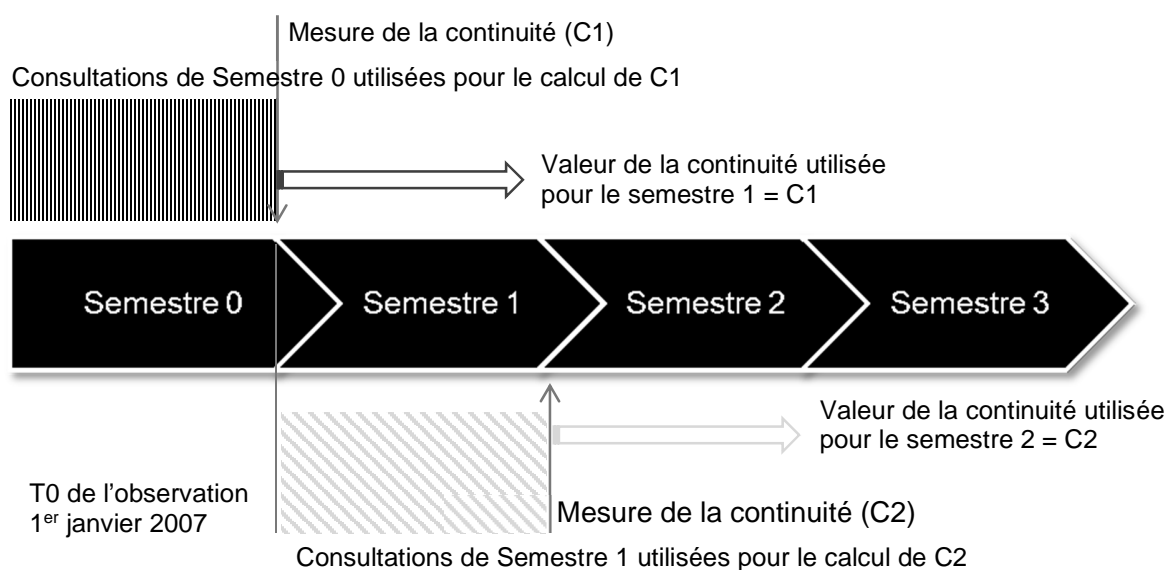 Mesure de la continuité (C1)
Consultations de Semestre 0 utilisées pour le calcul de C1
Valeur de la continuité utilisée
pour le semestre 1 = C1
Semestre 0
Semestre 1
Semestre 2
Semestre 3
Valeur de la continuité utilisée
pour le semestre 2 = C2
T0 de l’observation
1er janvier 2007
Mesure de la continuité (C2)
Consultations de Semestre 1 utilisées pour le calcul de C2